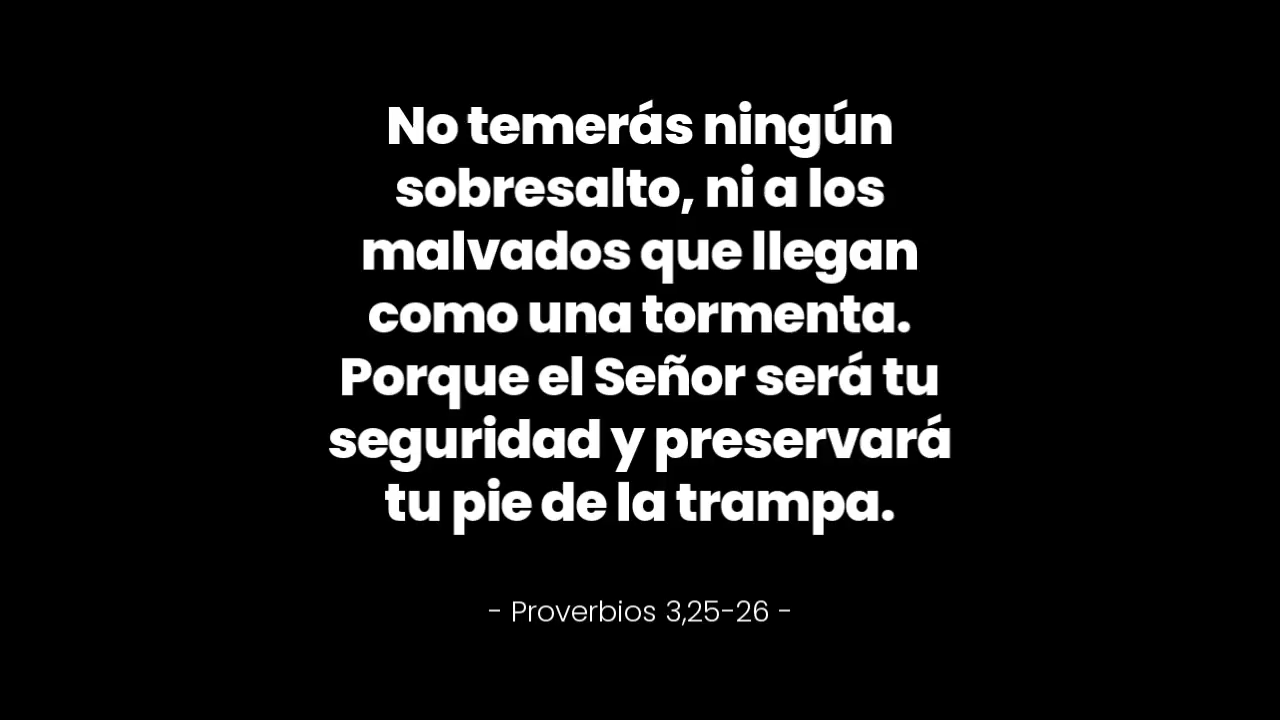 No temerás ningún
sobresalto, ni a los
malvados que llegan
como una tormenta.
Porque el Señor será tu
seguridad y preservará
tu pie de la trampa.
- Proverbios 3,25-26 -